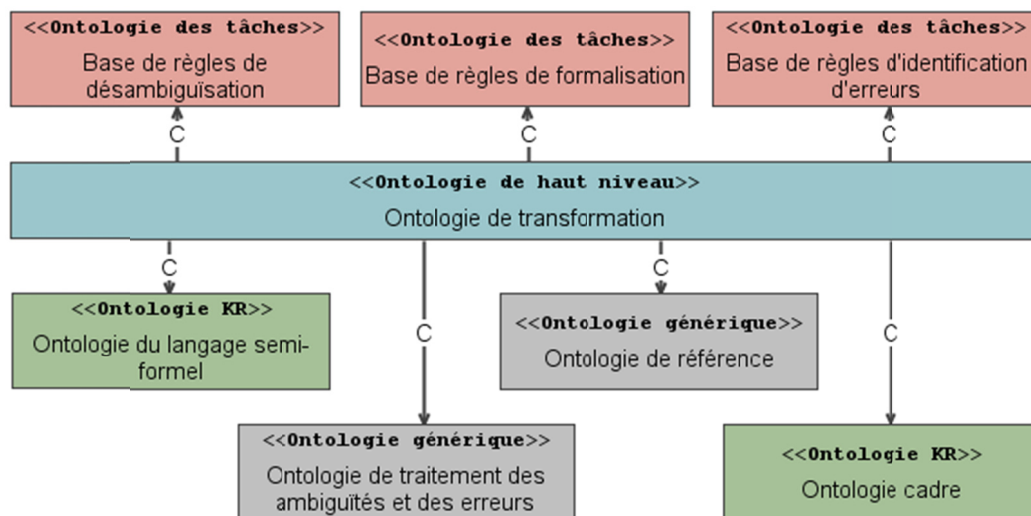 <<Ontologie des tâches>>
Base de règles de
désambiguïsation
<<Ontologie des tâches>>
Base de règles de formalisation
<<Ontologie des tâches>>
Base de règles d'identification
d'erreurs
C
C
C
<<Ontologie de haut niveau>>
Ontologie de transformation
C
C
C
C
<<Ontologie KR>>
Ontologie du langage semi-
formel
<<Ontologie générique>>
Ontologie de référence
<<Ontologie générique>>
Ontologie de traitement des
ambiguïtés et des erreurs
<<Ontologie KR>>
Ontologie cadre